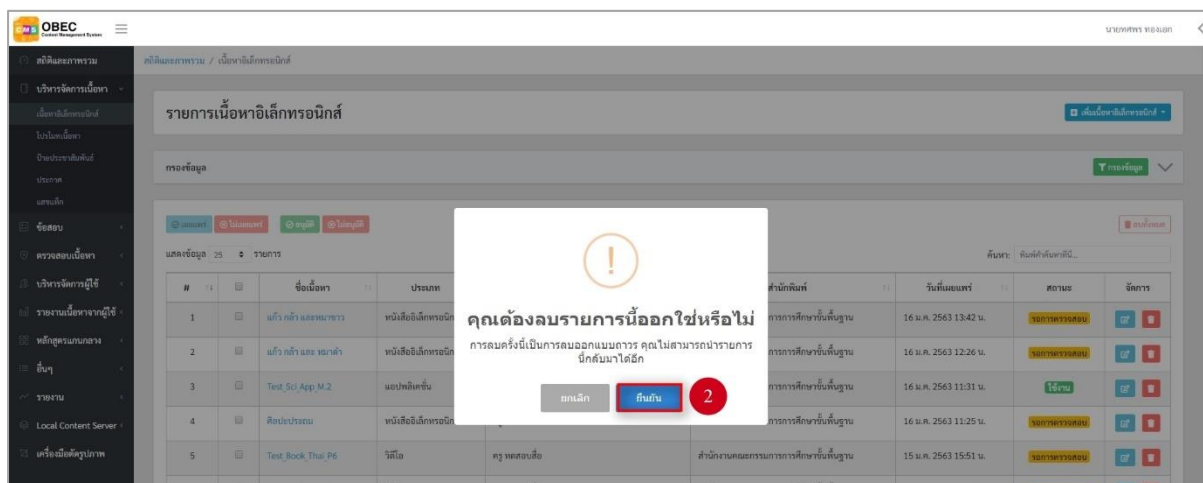 CMS OBEC
Content Management System
นายทศพร ทองเอก
สถิติและภาพรวม
สถิติและภาพรวม / เนื้อหาอิเล็กทรอนิกส์
บริหารจัดการเนื้อหา
เนื้อหาอิเล็กทรอนิกส์
รายการเนื้อหาอิเล็กทรอนิกส์
เพิ่มเนื้อหาอิเล็กทรอนิกส์
โปรโมทเนื้อหา
ป้ายประชาสัมพันธ์
ประกาศ
กรองข้อมูล
กรองข้อมูล
แฮชแท็ก
ข้อสอบ
เผยแพร่ ไม่เผยแพร่ อนุมัติ ไม่อนุมัติ
ลบทั้งหมด
ตรวจสอบเนื้อหา
แสดงข้อมูล 25 รายการ
ค้นหา: พิมพ์คำค้นหาที่นี่...
บริหารจัดการผู้ใช้
# ชื่อเนื้อหา ประเภท สำนักพิมพ์ วันที่เผยแพร่ สถานะ จัดการ
รายงานเนื้อหาจากผู้ใช้
1 แก้ว กล้า และหมาขาว หนังสืออิเล็กทรอนิก การการศึกษาขั้นพื้นฐาน 16 ม.ค. 2563 13:42 น. รอการตรวจสอบ
หลักสูตรแกนกลาง
2 แก้ว กล้า และ หมาดำ หนังสืออิเล็กทรอนิก การการศึกษาขั้นพื้นฐาน 16 ม.ค. 2563 12:26 น. รอการตรวจสอบ
อื่นๆ
3 Test_Sci_App_M.2 แอปพลิเคชั่น การการศึกษาขั้นพื้นฐาน 16 ม.ค. 2563 11:31 น. ใช้งาน
รายงาน
Local Content Server
4 ศิลปะประถม หนังสืออิเล็กทรอนิก การการศึกษาขั้นพื้นฐาน 16 ม.ค. 2563 11:25 น. รอการตรวจสอบ
เครื่องมือตัดรูปภาพ
5 Test_Book_Thai_P6 วิดีโอ ครู ทดสอบสื่อ สำนักงานคณะกรรมการการศึกษาขั้นพื้นฐาน 15 ม.ค. 2563 15:51 น. รอการตรวจสอบ
!
คุณต้องลบรายการนี้ออกใช่หรือไม่
การลบครั้งนี้เป็นการลบออกแบบถาวร คุณไม่สามารถนำรายการ
นี้กลับมาได้อีก
ยกเลิก ยืนยัน 2